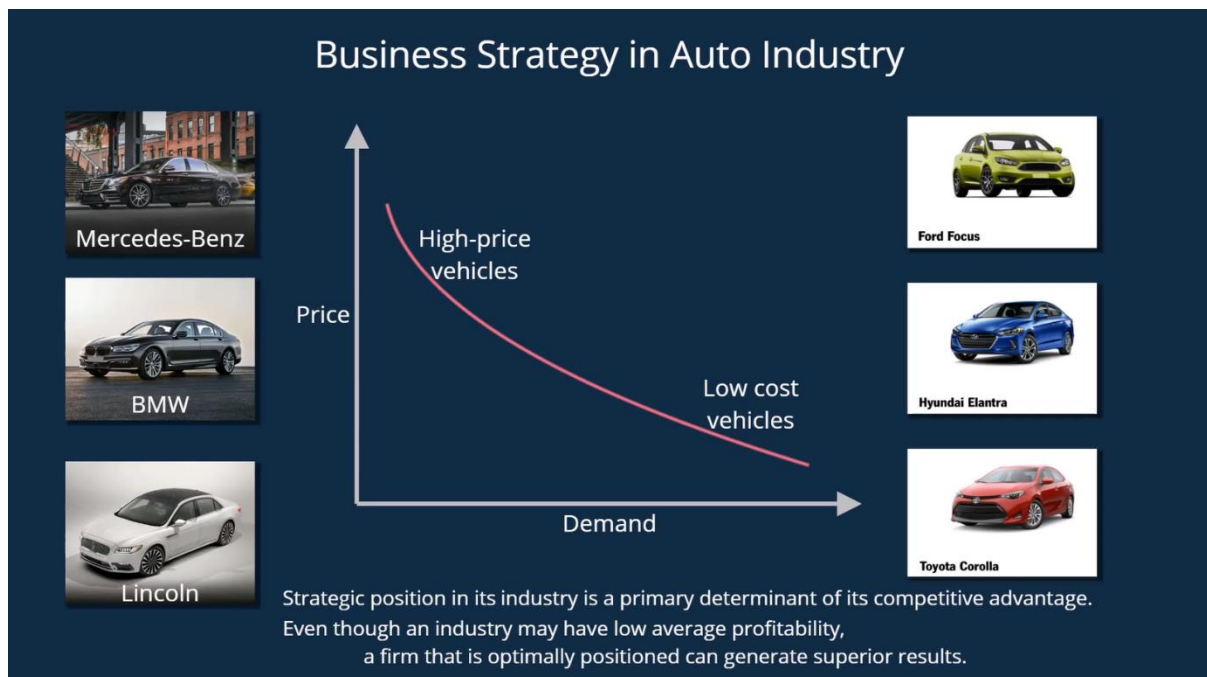 Business Strategy in Auto Industry
Mercedes-Benz
BMW
Lincoln
Price
High-price
vehicles
Low cost
vehicles
Demand
Ford Focus
Hyundai Elantra
Toyota Corolla
Strategic position in its industry is a primary determinant of its competitive advantage.
Even though an industry may have low average profitability,
a firm that is optimally positioned can generate superior results.